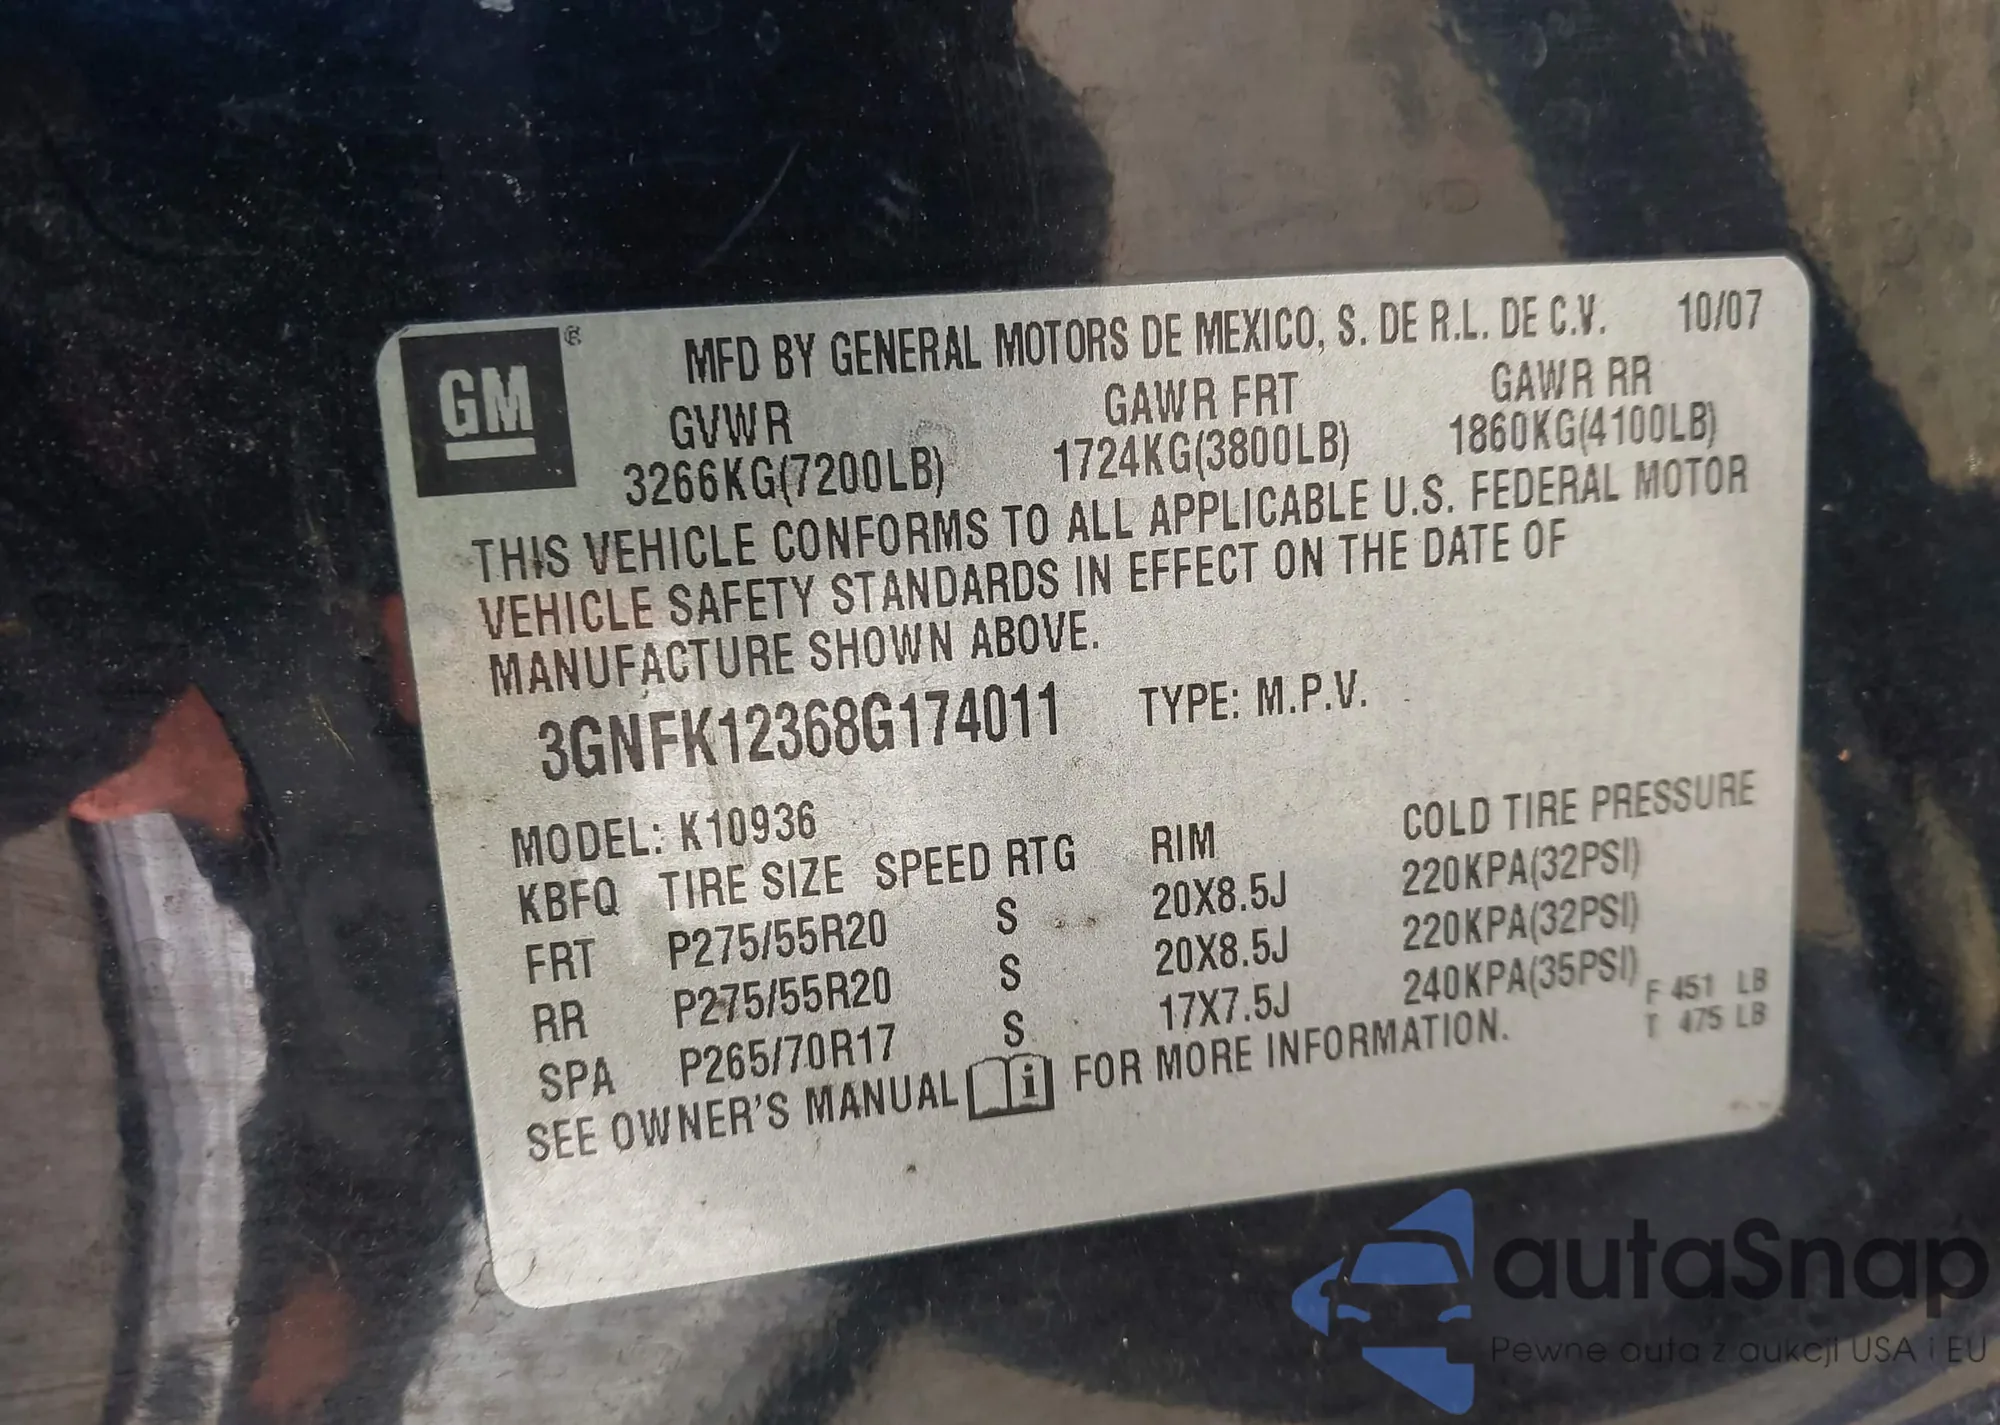 GM ®
MFD BY GENERAL MOTORS DE MEXICO, S. DE R.L. DE C.V. 10/07
GVWR GAWR FRT GAWR RR
3266KG(7200LB) 1724KG(3800LB) 1860KG(4100LB)
THIS VEHICLE CONFORMS TO ALL APPLICABLE U.S. FEDERAL MOTOR
VEHICLE SAFETY STANDARDS IN EFFECT ON THE DATE OF
MANUFACTURE SHOWN ABOVE.
3GNFK12368G174011 TYPE: M.P.V.
MODEL: K10936
KBFQ TIRE SIZE SPEED RTG RIM COLD TIRE PRESSURE
FRT P275/55R20 S 20X8.5J 220KPA(32PSI)
RR P275/55R20 S 20X8.5J 220KPA(32PSI)
SPA P265/70R17 S 17X7.5J 240KPA(35PSI)
F 451 LB
T 475 LB
SEE OWNER'S MANUAL i FOR MORE INFORMATION.
autaSnap
Pewne auta z aukcji USA i EU